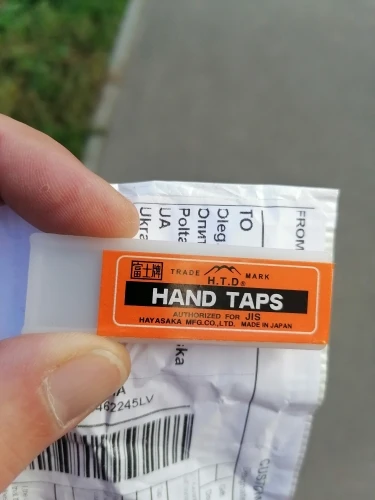 富士牌
TRADE MARK
H.T.D®
HAND TAPS
AUTHORIZED FOR JIS
HAYASAKA MFG.CO.,LTD. MADE IN JAPAN
FROM
TO
Oleg
UA
Polta
Ukra
ka
462245LV